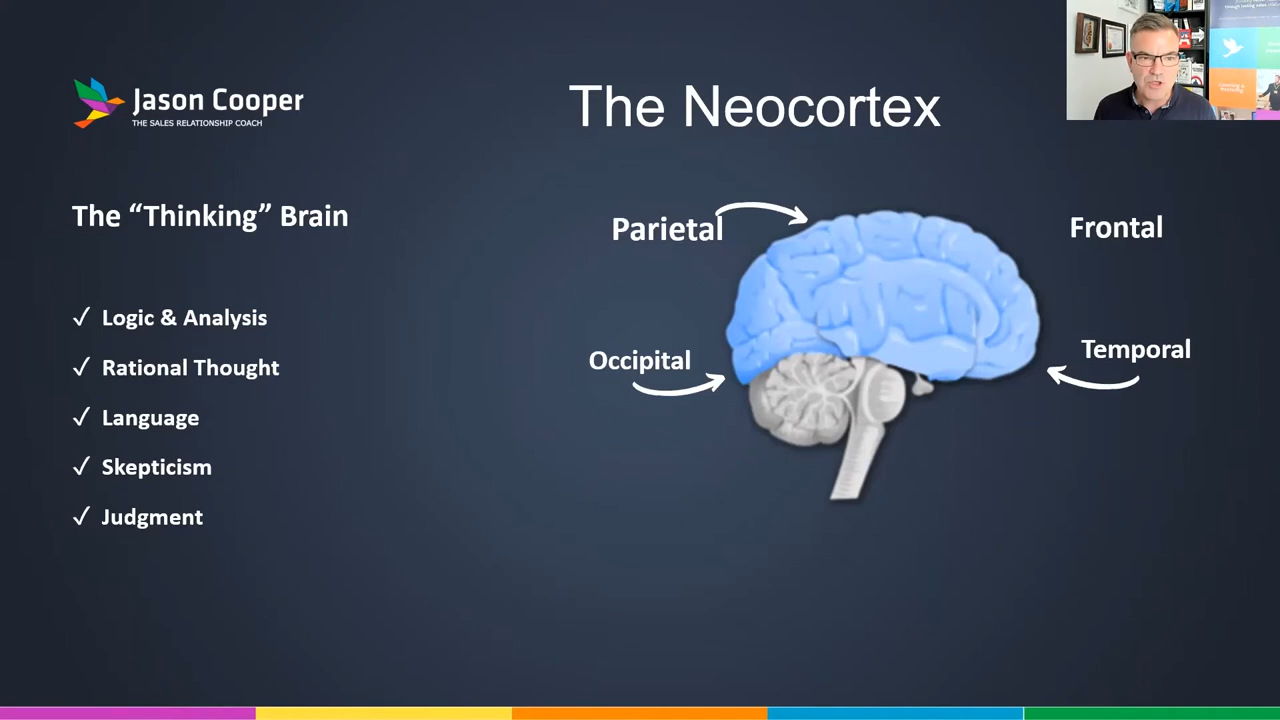 Jason Cooper
THE SALES RELATIONSHIP COACH
The Neocortex
The “Thinking” Brain
✓ Logic & Analysis
✓ Rational Thought
✓ Language
✓ Skepticism
✓ Judgment
Parietal
Frontal
Occipital
Temporal